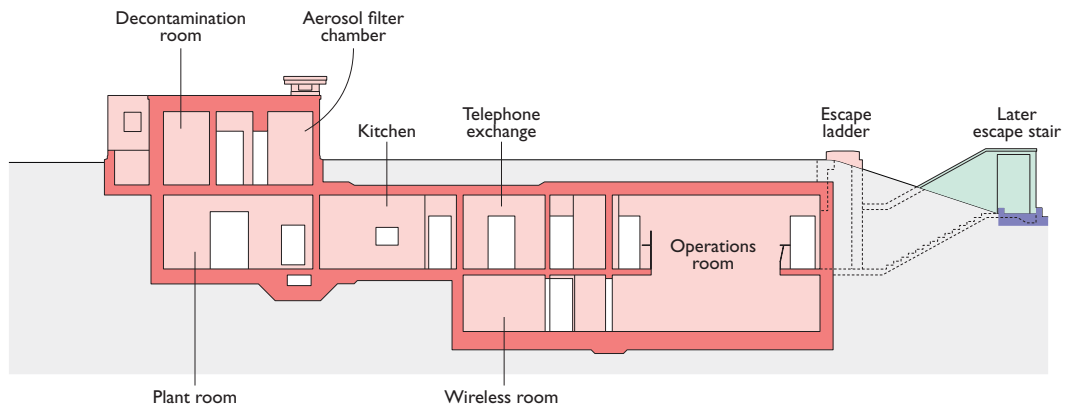 Decontamination
room
Aerosol filter
chamber
Kitchen
Telephone
exchange
Escape
ladder
Later
escape stair
Operations
room
Plant room
Wireless room